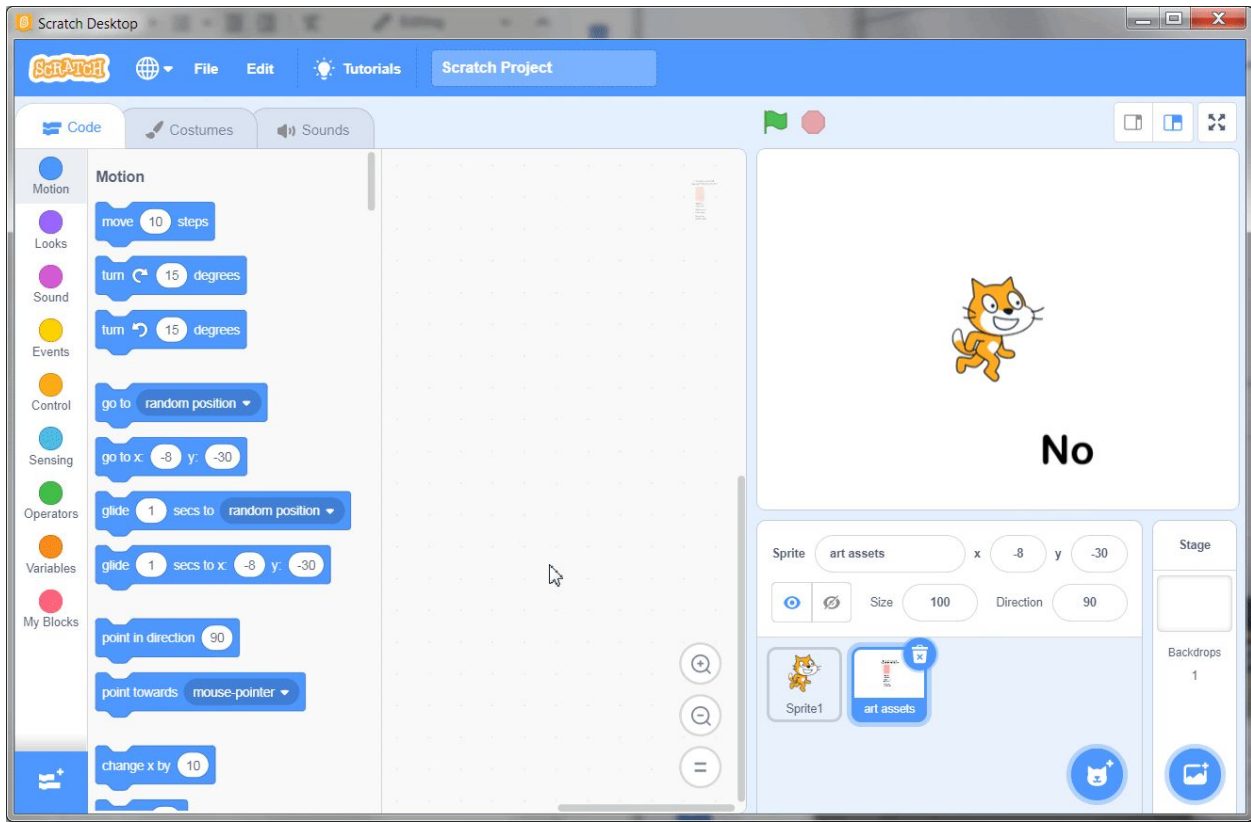 Scratch Desktop
SCRATCH
File
Edit
Tutorials
Scratch Project
Code
Costumes
Sounds
Motion
Looks
Sound
Events
Control
Sensing
Operators
Variables
My Blocks
Motion
move 10 steps
turn 15 degrees
turn 15 degrees
go to random position
go to x: -8 y: -30
glide 1 secs to random position
glide 1 secs to x: -8 y: -30
point in direction 90
point towards mouse-pointer
change x by 10
No
Sprite art assets x -8 y -30
Size 100 Direction 90
Sprite1
art assets
Stage
Backdrops
1